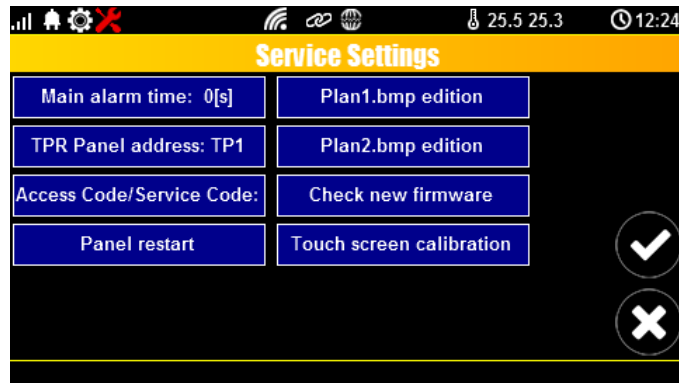 25.5 25.3
12:24
Service Settings
Main alarm time: 0[s]
Plan1.bmp edition
TPR Panel address: TP1
Plan2.bmp edition
Access Code/Service Code:
Check new firmware
Panel restart
Touch screen calibration